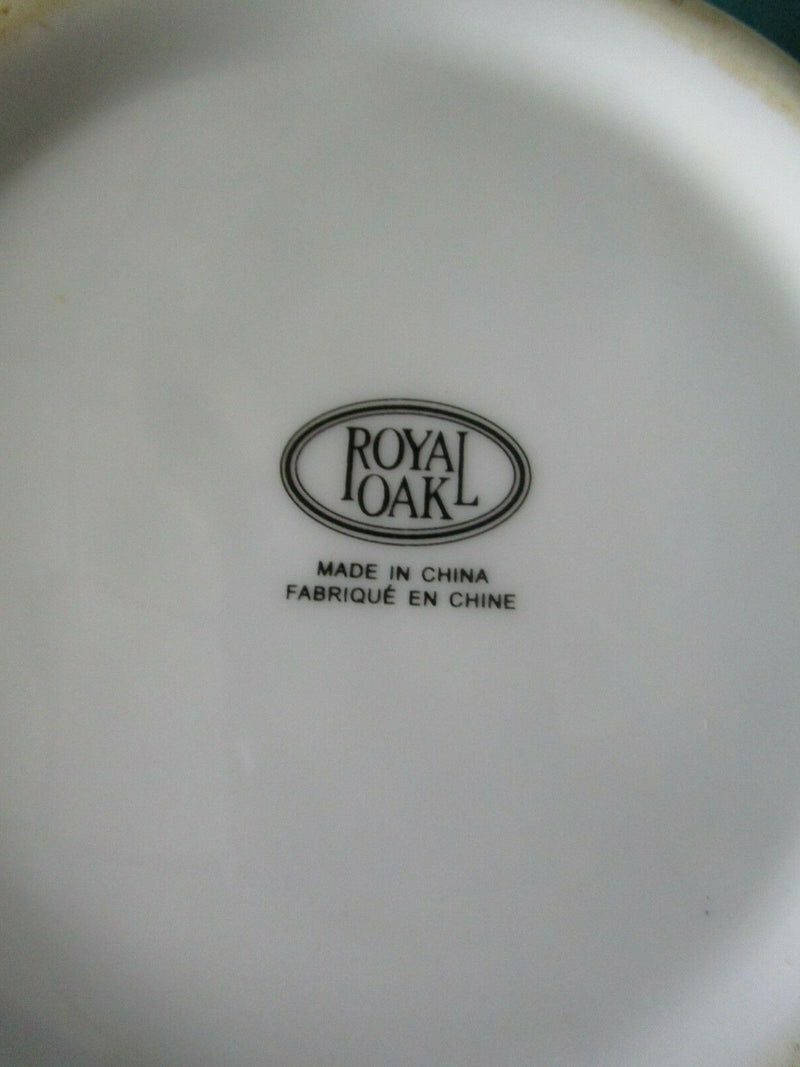 ROYAL
OAK
MADE IN CHINA
FABRIQUÉ EN CHINE